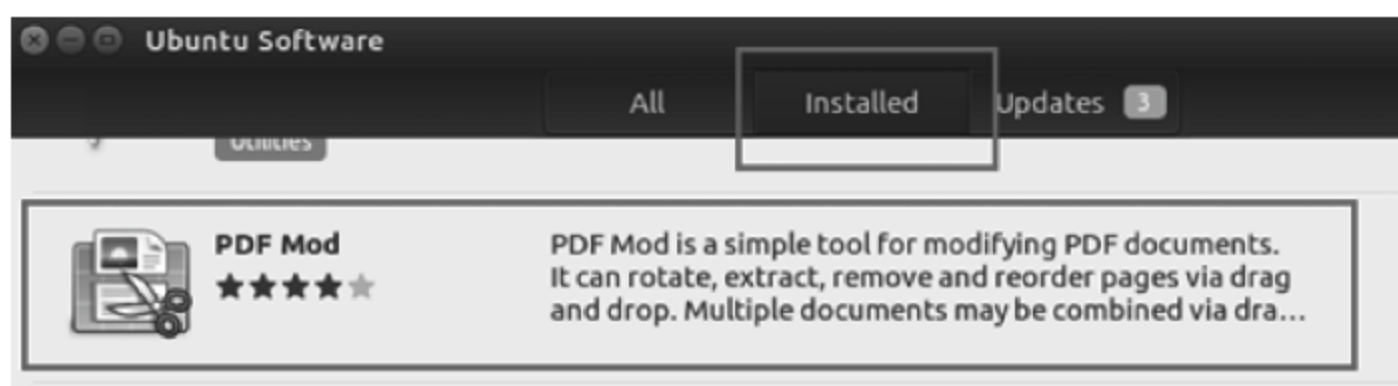 Ubuntu Software
All Installed Updates 3
Utilities
PDF Mod
PDF Mod is a simple tool for modifying PDF documents.
It can rotate, extract, remove and reorder pages via drag
and drop. Multiple documents may be combined via dra...